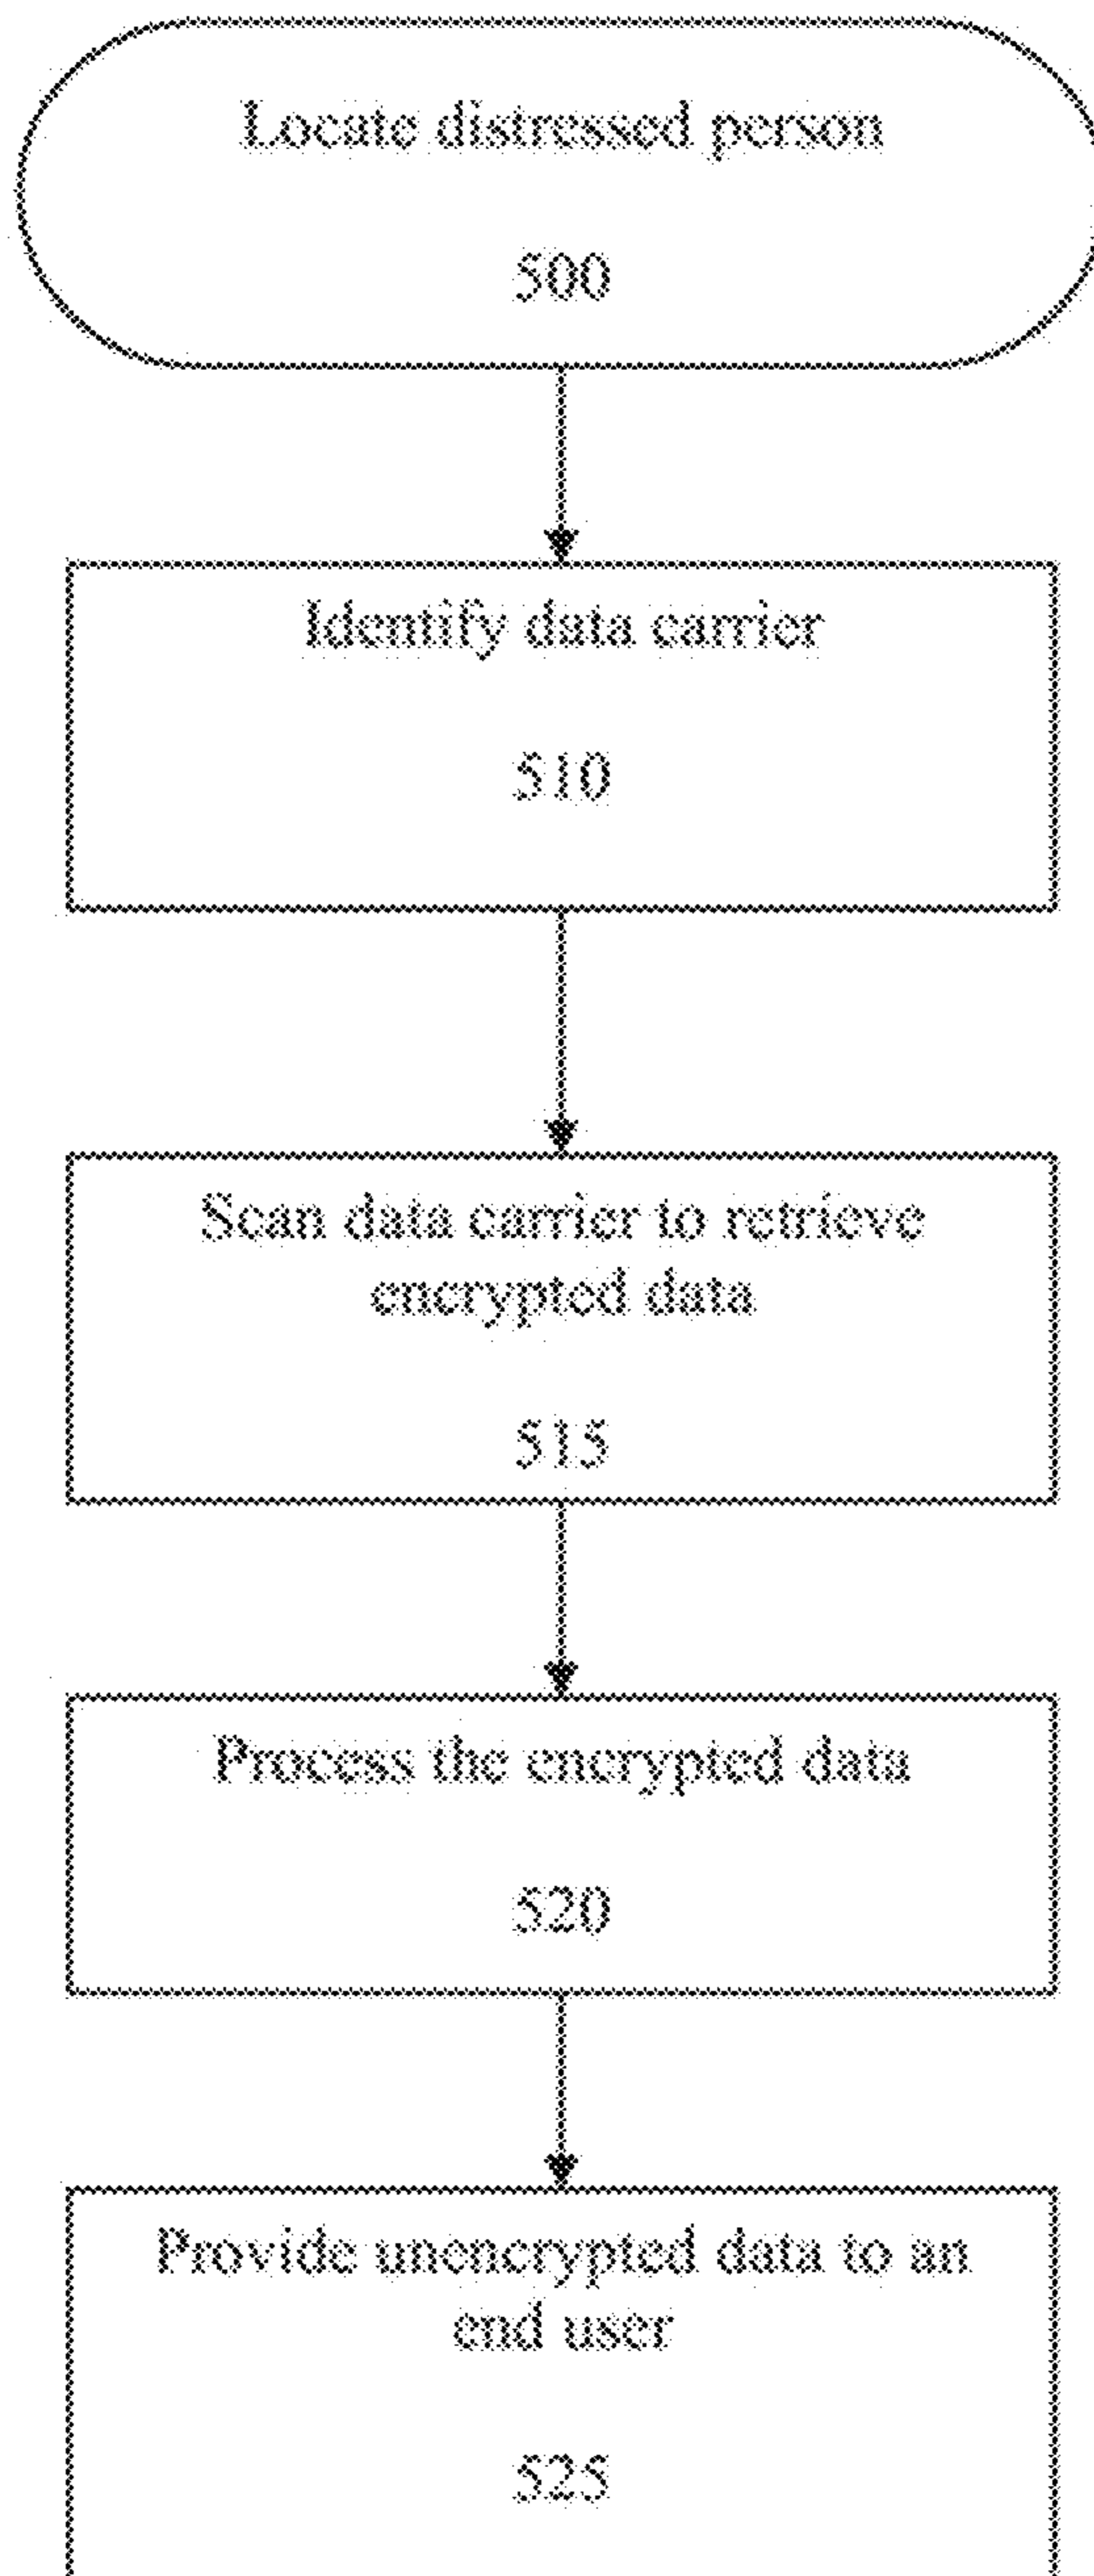 Locate distressed person
500
Identify data carrier
510
Scan data carrier to retrieve
encrypted data
515
Process the encrypted data
520
Provide unencrypted data to an
end user
525